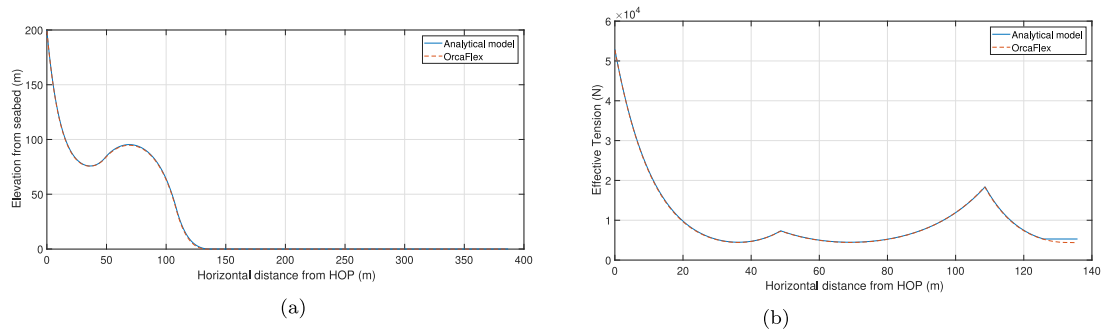 200
150
100
50
0
Elevation from seabed (m)
Analytical model
OrcaFlex
0 50 100 150 200 250 300 350 400
Horizontal distance from HOP (m)
(a)
×10⁴
6
5
4
3
2
1
0
Effective Tension (N)
Analytical model
OrcaFlex
0 20 40 60 80 100 120 140
Horizontal distance from HOP (m)
(b)